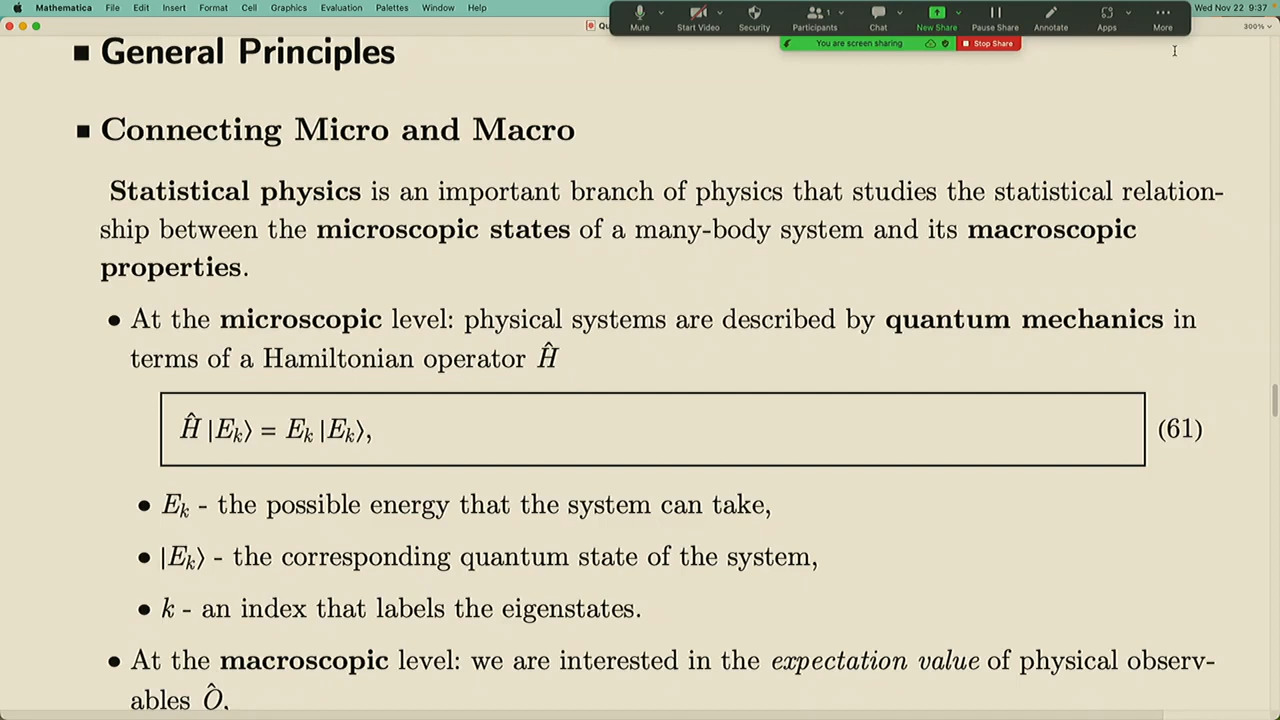 Mathematica File Edit Insert Format Cell Graphics Evaluation Palettes Window Help
Wed Nov 22 9:37
Mute Start Video Security Participants 1 Chat New Share Pause Share Annotate Apps More
Qu
300%
You are screen sharing Stop Share
■ General Principles
■ Connecting Micro and Macro
Statistical physics is an important branch of physics that studies the statistical relation-
ship between the microscopic states of a many-body system and its macroscopic
properties.
• At the microscopic level: physical systems are described by quantum mechanics in
terms of a Hamiltonian operator Ĥ
Ĥ |E_k⟩ = E_k |E_k⟩, (61)
• E_k - the possible energy that the system can take,
• |E_k⟩ - the corresponding quantum state of the system,
• k - an index that labels the eigenstates.
• At the macroscopic level: we are interested in the expectation value of physical observ-
ables Ô,